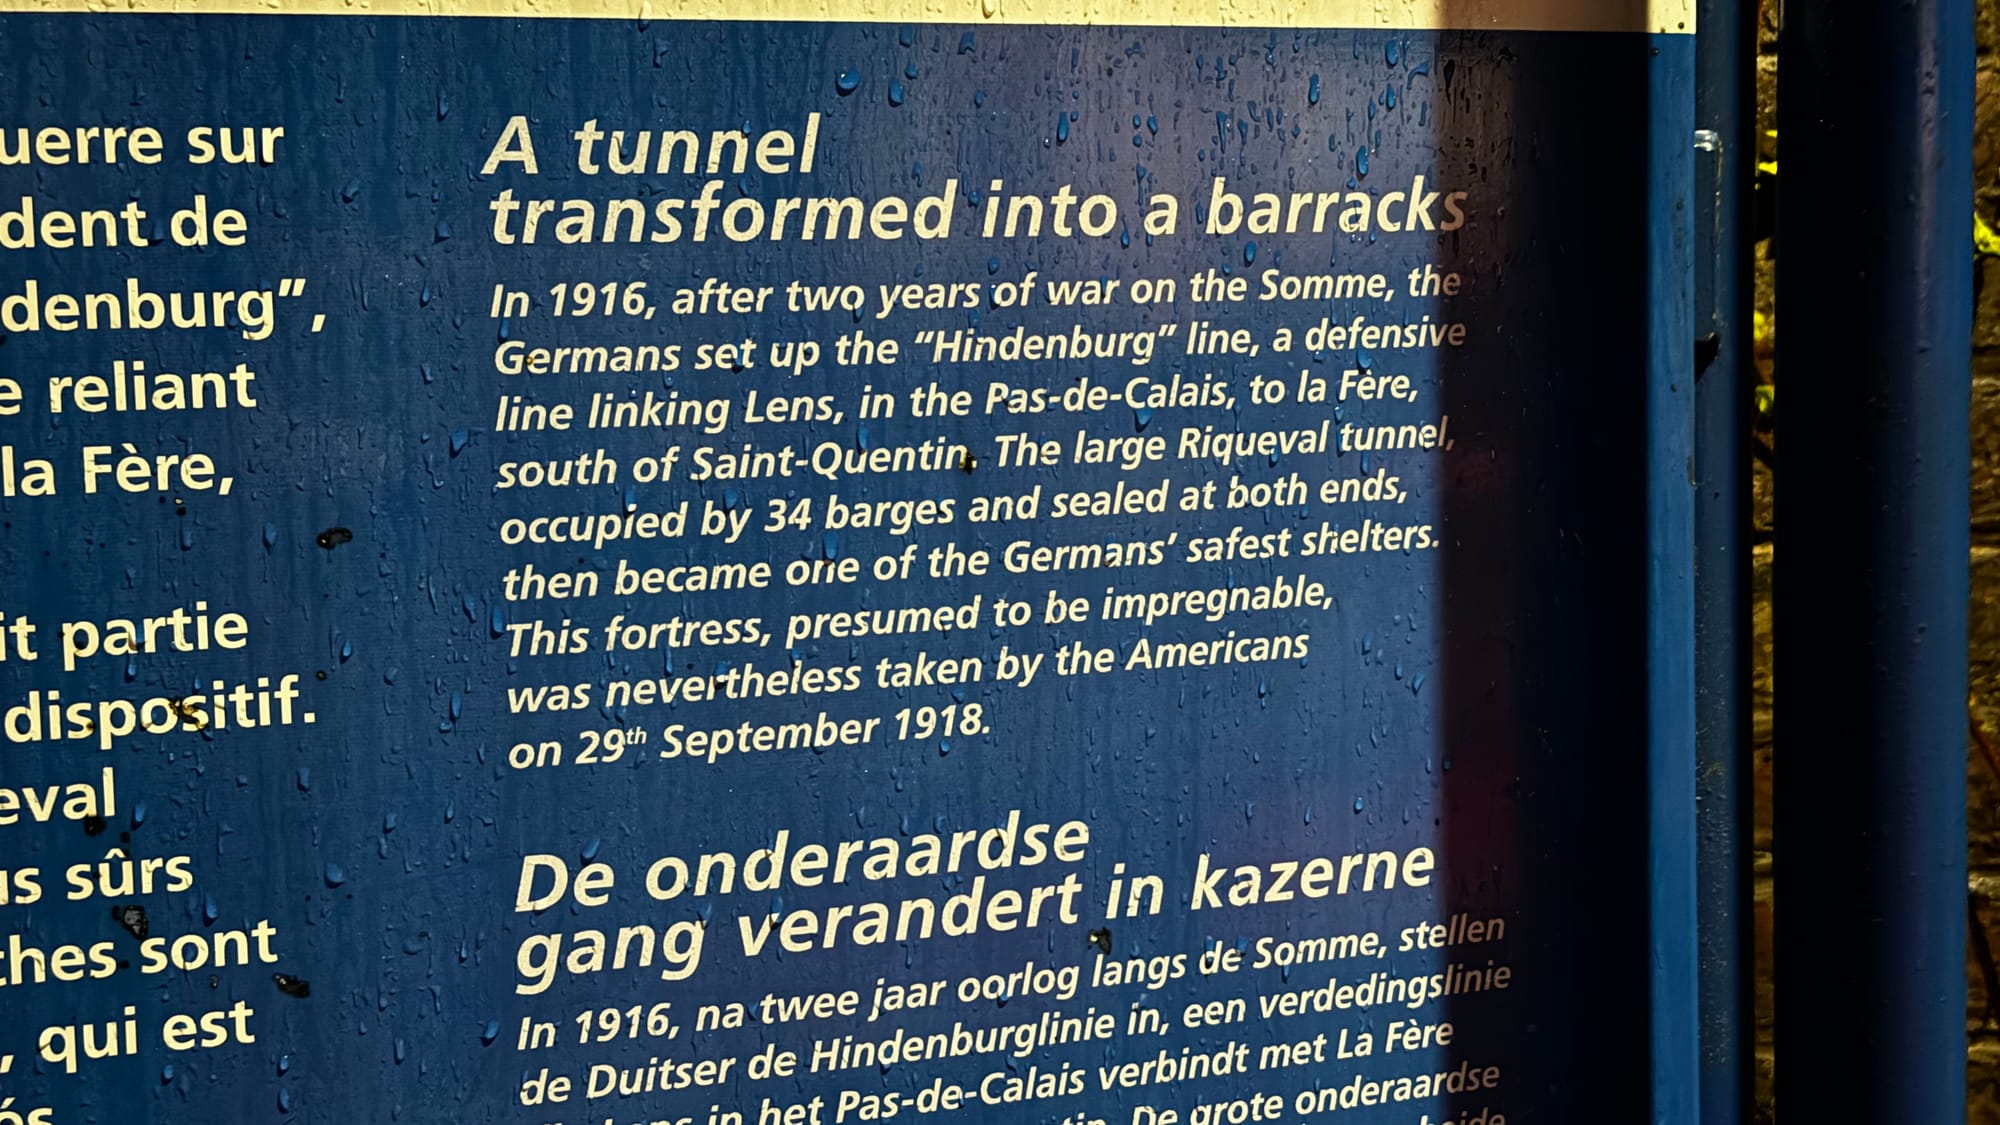 uerre sur
dent de
denburg”,
e reliant
la Fère,
it partie
dispositif.
eval
us sûrs
ches sont
, qui est
A tunnel
transformed into a barracks
In 1916, after two years of war on the Somme, the
Germans set up the “Hindenburg” line, a defensive
line linking Lens, in the Pas-de-Calais, to la Fère,
south of Saint-Quentin. The large Riqueval tunnel,
occupied by 34 barges and sealed at both ends,
then became one of the Germans’ safest shelters.
This fortress, presumed to be impregnable,
was nevertheless taken by the Americans
on 29th September 1918.
De onderaardse
gang verandert in kazerne
In 1916, na twee jaar oorlog langs de Somme, stellen
de Duitser de Hindenburglinie in, een verdedingslinie
in het Pas-de-Calais verbindt met La Fère
De grote onderaardse